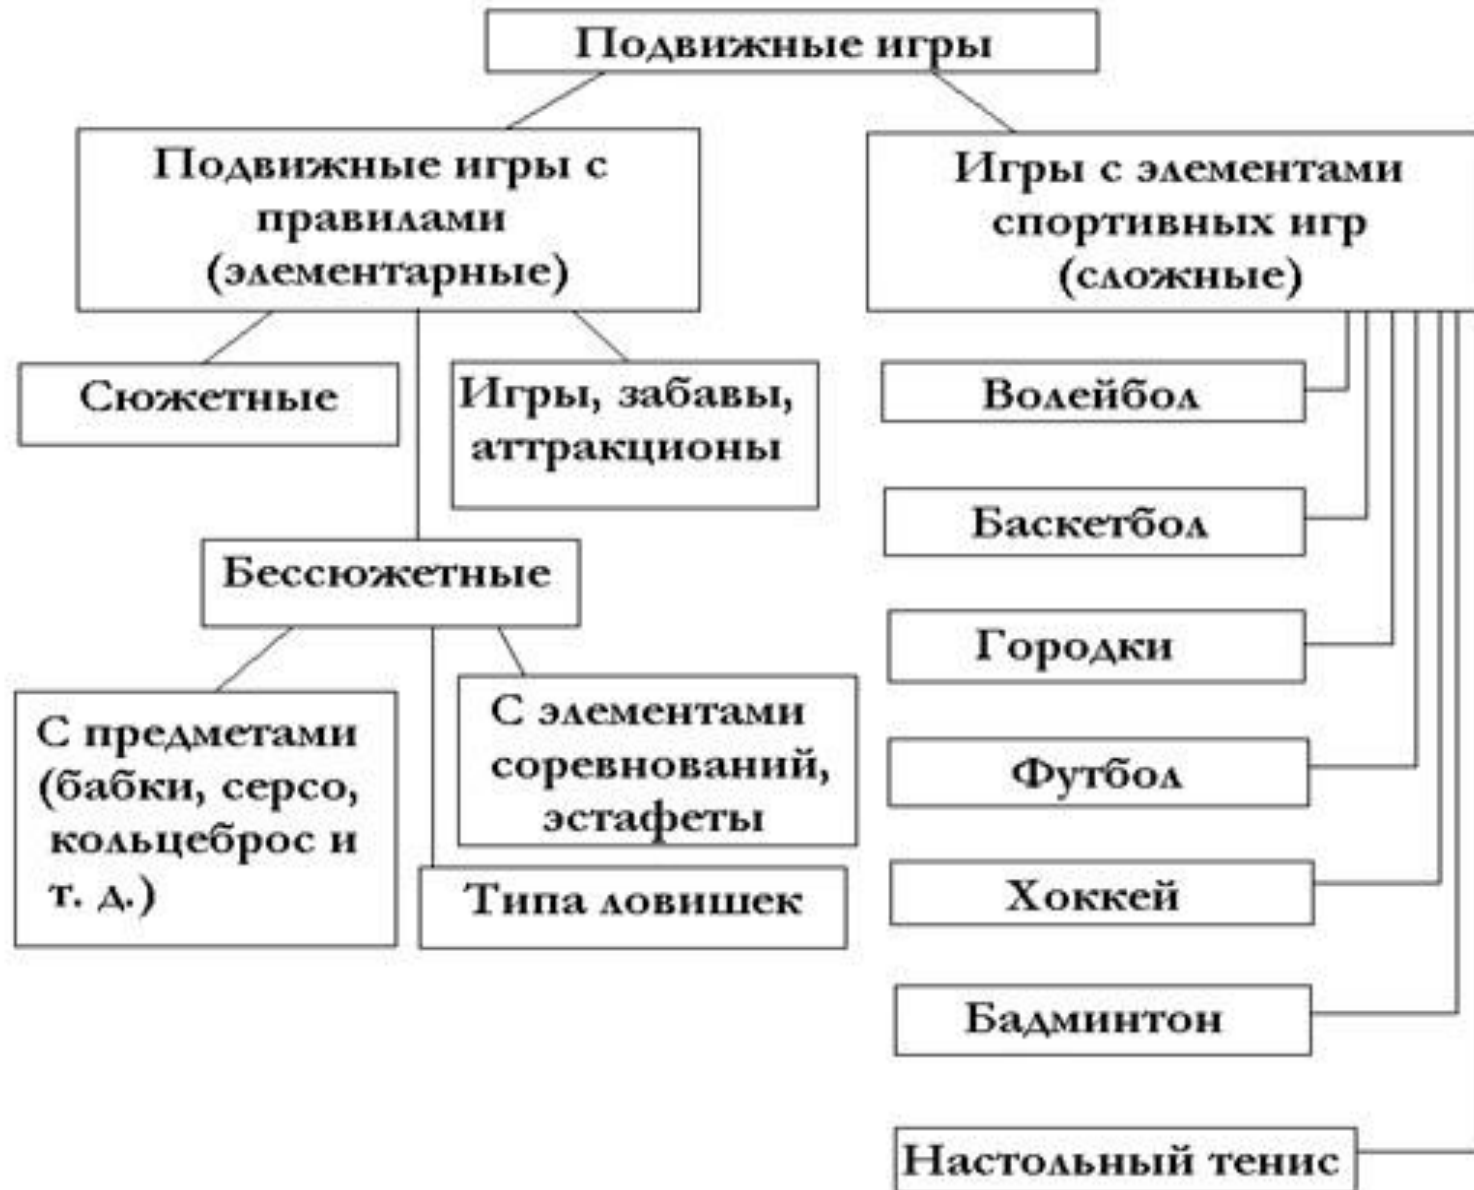 Подвижные игры
Подвижные игры с
правилами
(элементарные)
Игры с элементами
спортивных игр
(сложные)
Сюжетные
Игры, забавы,
аттракционы
Бессюжетные
С предметами
(бабки, серсо,
кольцеброс и
т. д.)
С элементами
соревнований,
эстафеты
Типа ловишек
Волейбол
Баскетбол
Городки
Футбол
Хоккей
Бадминтон
Настольный тенис